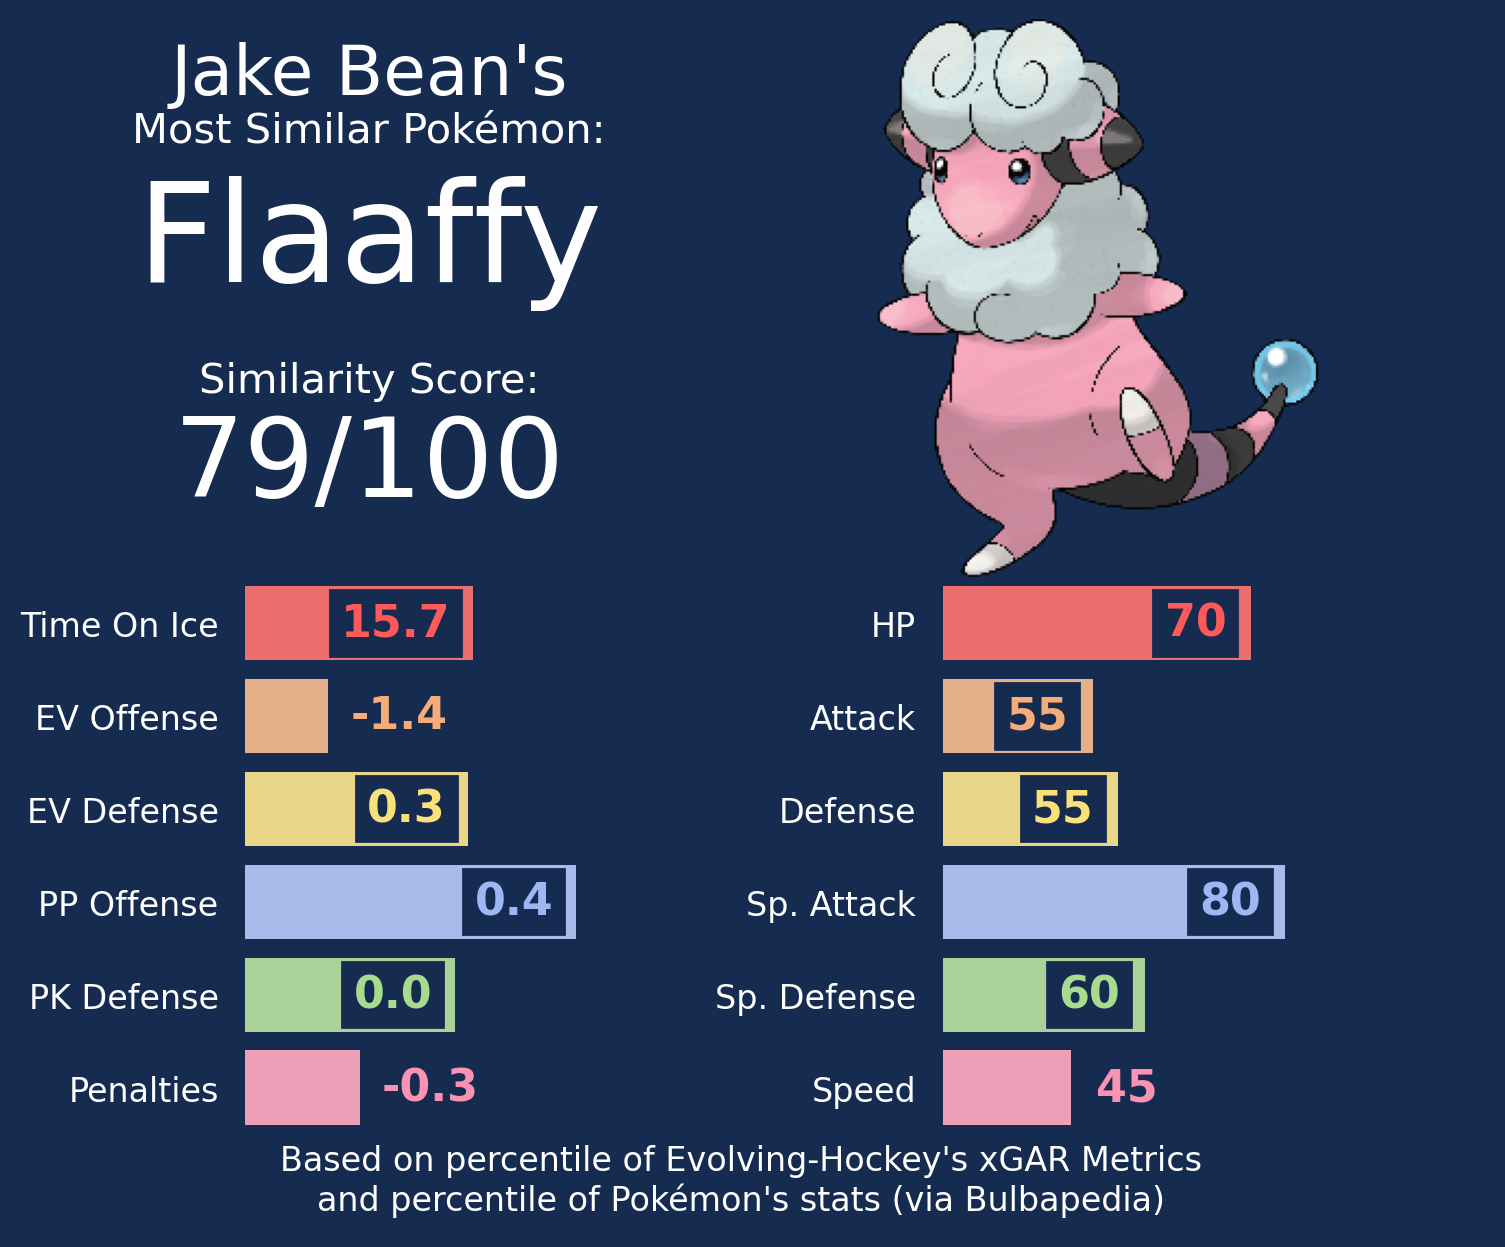 Jake Bean's
Most Similar Pokémon:
Flaaffy
Similarity Score:
79/100
Time On Ice 15.7
EV Offense -1.4
EV Defense 0.3
PP Offense 0.4
PK Defense 0.0
Penalties -0.3
HP 70
Attack 55
Defense 55
Sp. Attack 80
Sp. Defense 60
Speed 45
Based on percentile of Evolving-Hockey's xGAR Metrics
and percentile of Pokémon's stats (via Bulbapedia)